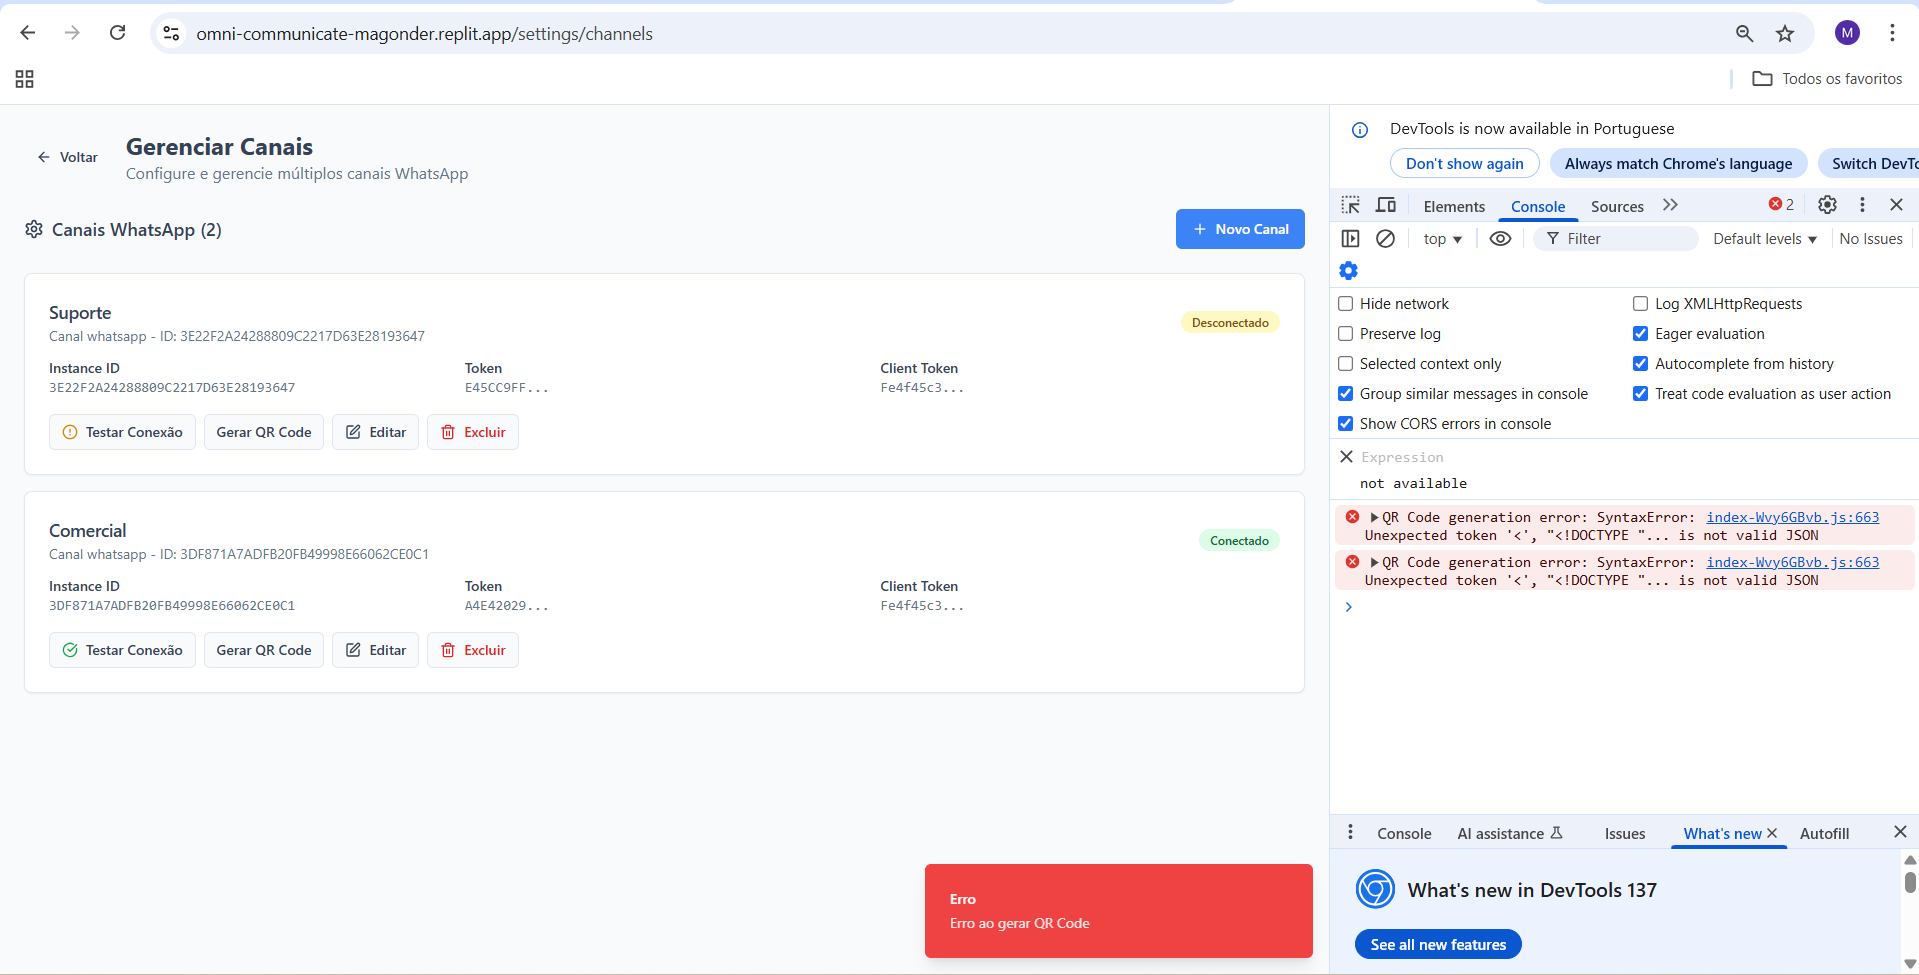 omni-communicate-magonder.replit.app/settings/channels
M
Todos os favoritos
Voltar
Gerenciar Canais
Configure e gerencie múltiplos canais WhatsApp
Canais WhatsApp (2)
Novo Canal
Suporte
Canal whatsapp - ID: 3E22F2A24288809C2217D63E28193647
Desconectado
Instance ID
3E22F2A24288809C2217D63E28193647
Token
E45CC9FF...
Client Token
Fe4f45c3...
Testar Conexão
Gerar QR Code
Editar
Excluir
Comercial
Canal whatsapp - ID: 3DF871A7ADFB20FB49998E66062CE0C1
Conectado
Instance ID
3DF871A7ADFB20FB49998E66062CE0C1
Token
A4E42029...
Client Token
Fe4f45c3...
Testar Conexão
Gerar QR Code
Editar
Excluir
Erro
Erro ao gerar QR Code
DevTools is now available in Portuguese
Don't show again
Always match Chrome's language
Switch DevTo
Elements
Console
Sources
2
top
Filter
Default levels
No Issues
Hide network
Log XMLHttpRequests
Preserve log
Eager evaluation
Selected context only
Autocomplete from history
Group similar messages in console
Treat code evaluation as user action
Show CORS errors in console
Expression
not available
QR Code generation error: SyntaxError: index-Wvy6GBvb.js:663
Unexpected token '<', "<!DOCTYPE "... is not valid JSON
QR Code generation error: SyntaxError: index-Wvy6GBvb.js:663
Unexpected token '<', "<!DOCTYPE "... is not valid JSON
Console
AI assistance
Issues
What's new
Autofill
What's new in DevTools 137
See all new features